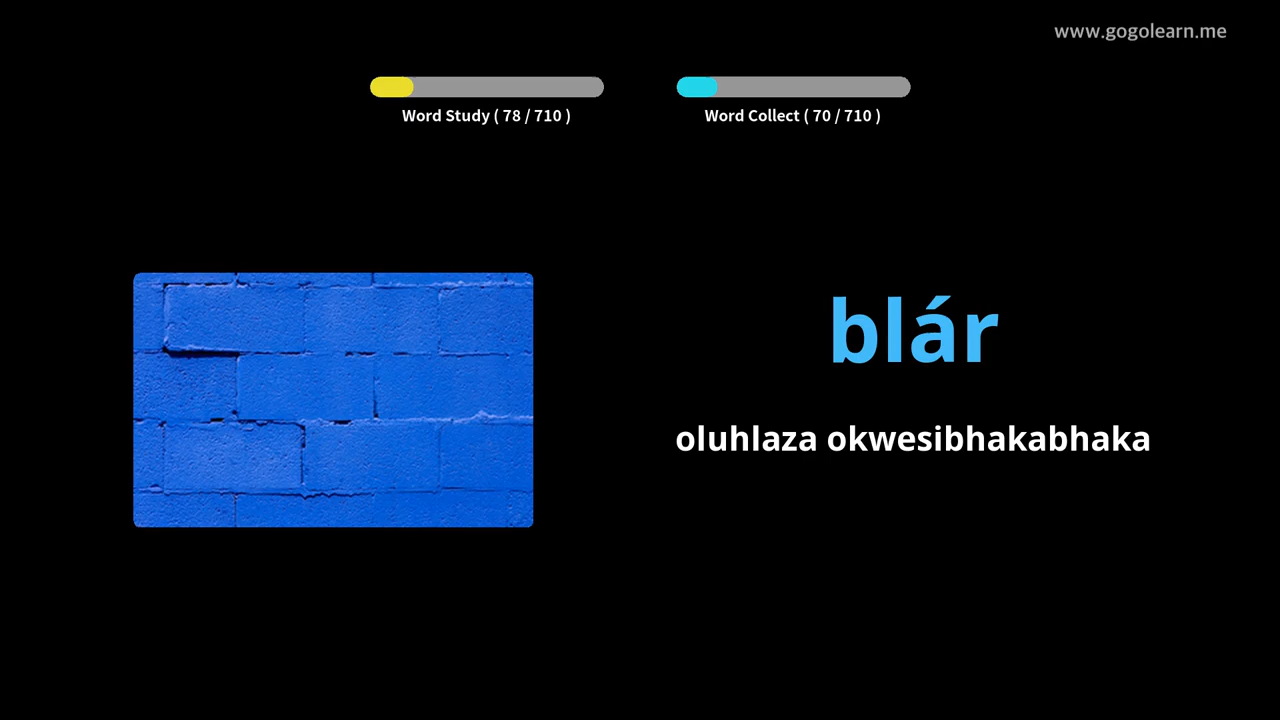 www.gogolearn.me
Word Study ( 78 / 710 )
Word Collect ( 70 / 710 )
blár
oluhlaza okwesibhakabhaka